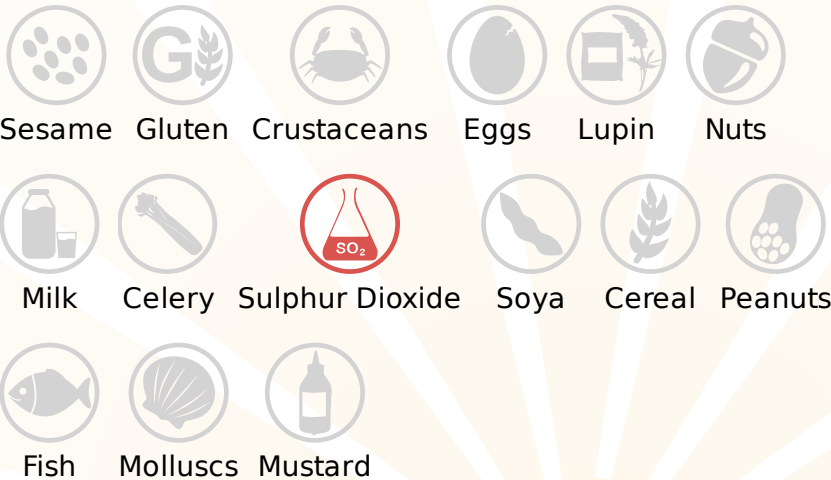 G
Sesame Gluten Crustaceans Eggs Lupin Nuts
SO₂
Milk Celery Sulphur Dioxide Soya Cereal Peanuts
Fish Molluscs Mustard